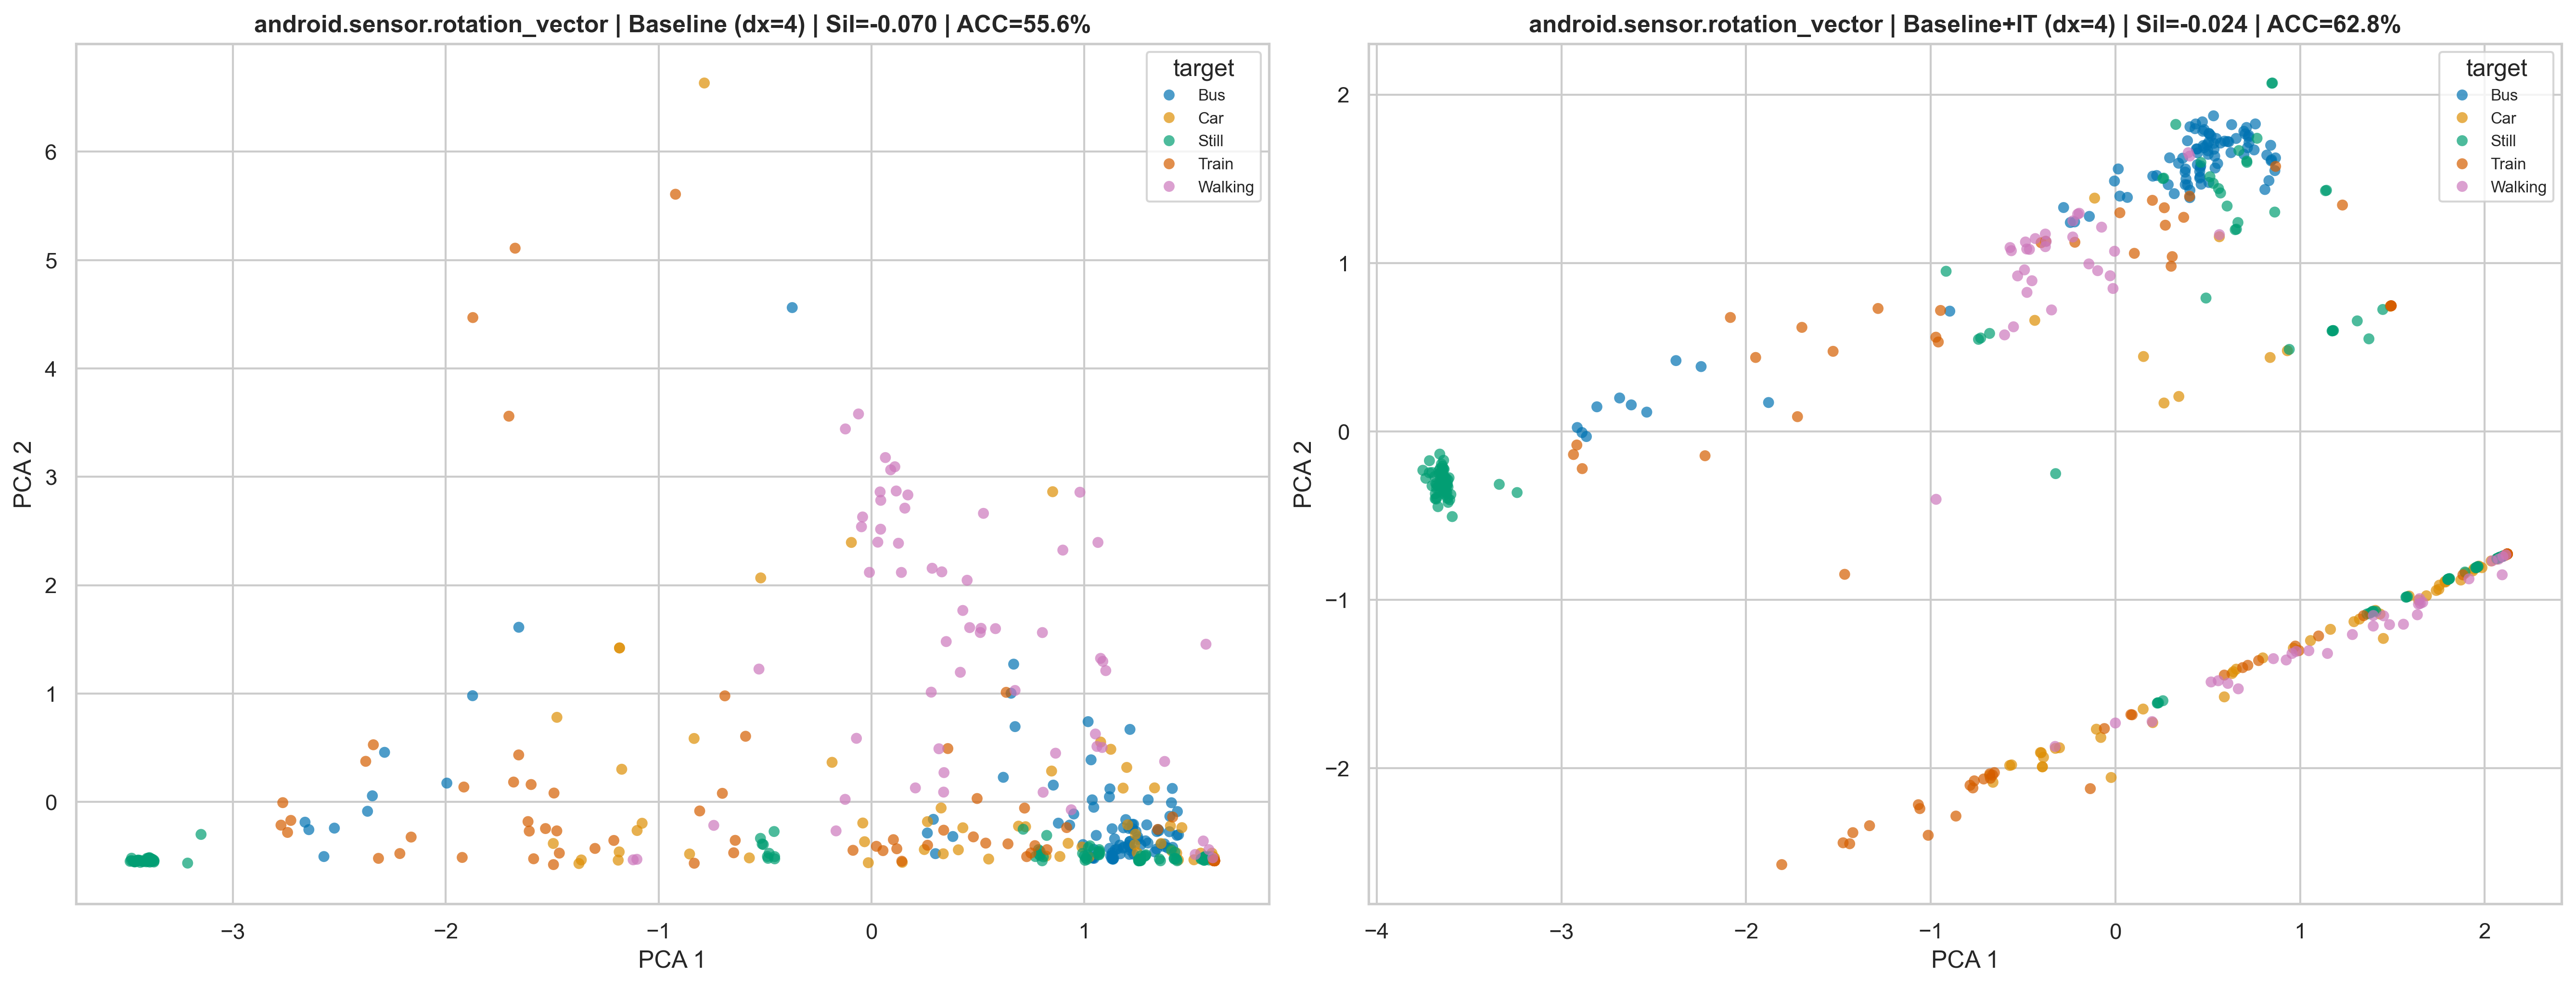 android.sensor.rotation_vector | Baseline (dx=4) | Sil=-0.070 | ACC=55.6%
target
Bus
Car
Still
Train
Walking
6
5
4
3
2
1
0
PCA 2
−3
−2
−1
0
1
PCA 1
android.sensor.rotation_vector | Baseline+IT (dx=4) | Sil=-0.024 | ACC=62.8%
target
Bus
Car
Still
Train
Walking
2
1
0
−1
−2
PCA 2
−4
−3
−2
−1
0
1
2
PCA 1